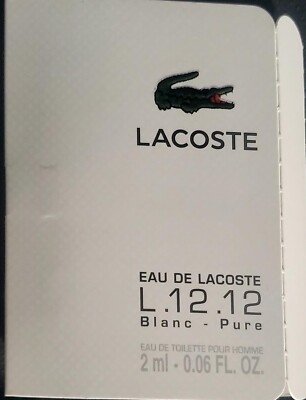 LACOSTE
EAU DE LACOSTE
L.12.12
Blanc - Pure
EAU DE TOILETTE POUR HOMME
2 ml - 0.06 FL. OZ.